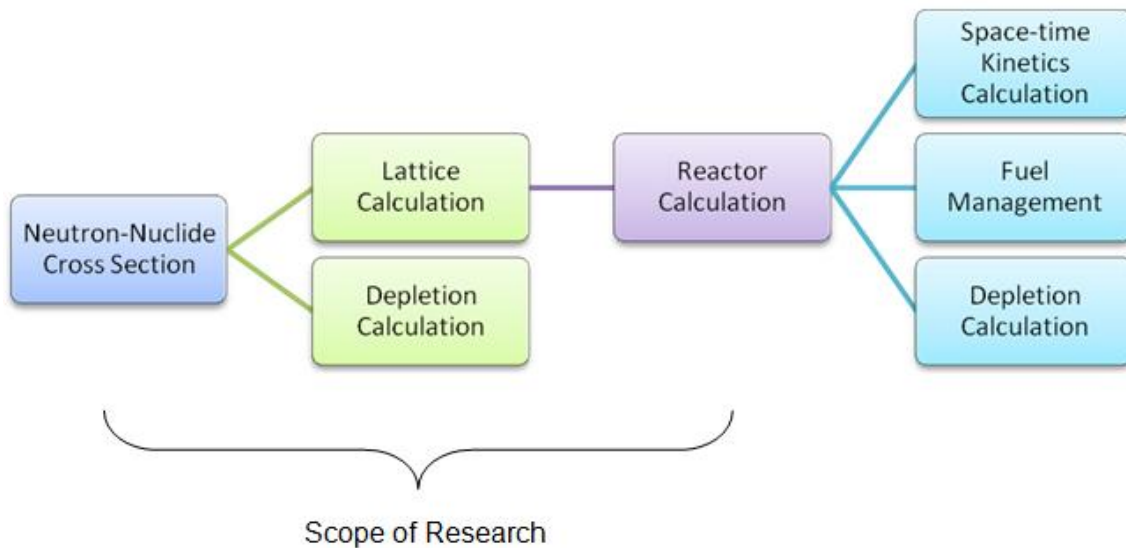 Neutron-Nuclide
Cross Section
Lattice
Calculation
Depletion
Calculation
Reactor
Calculation
Space-time
Kinetics
Calculation
Fuel
Management
Depletion
Calculation
Scope of Research